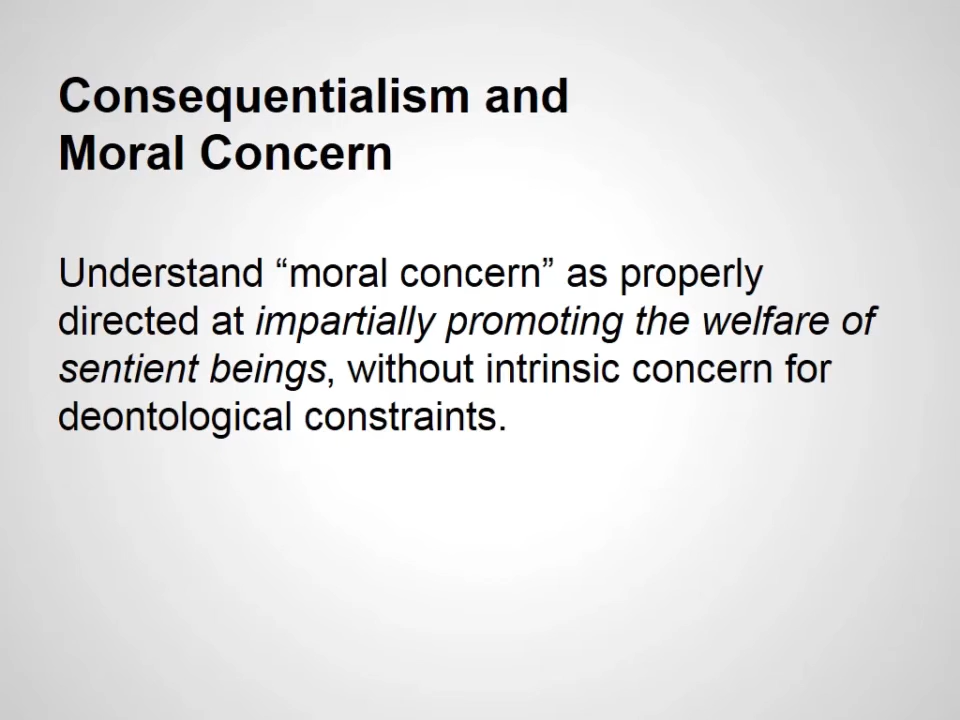 Consequentialism and
Moral Concern
Understand “moral concern” as properly
directed at impartially promoting the welfare of
sentient beings, without intrinsic concern for
deontological constraints.